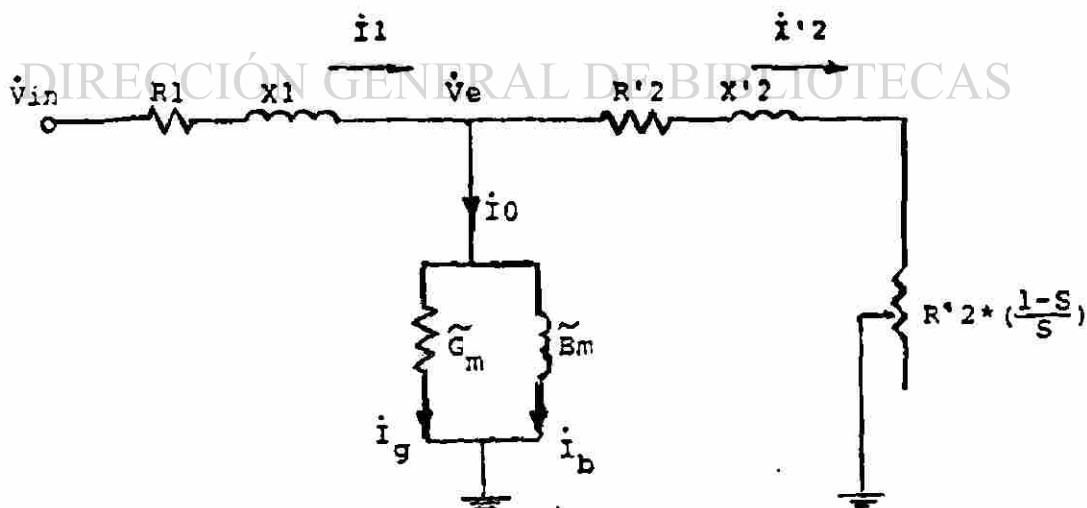 İ1 İ'2
DIRECCIÓN GENERAL DE BIBLIOTECAS
V̇in R1 X1 V̇e R'2 X'2
İ0
G̃m B̃m R'2*(1-S/S)
İg İb